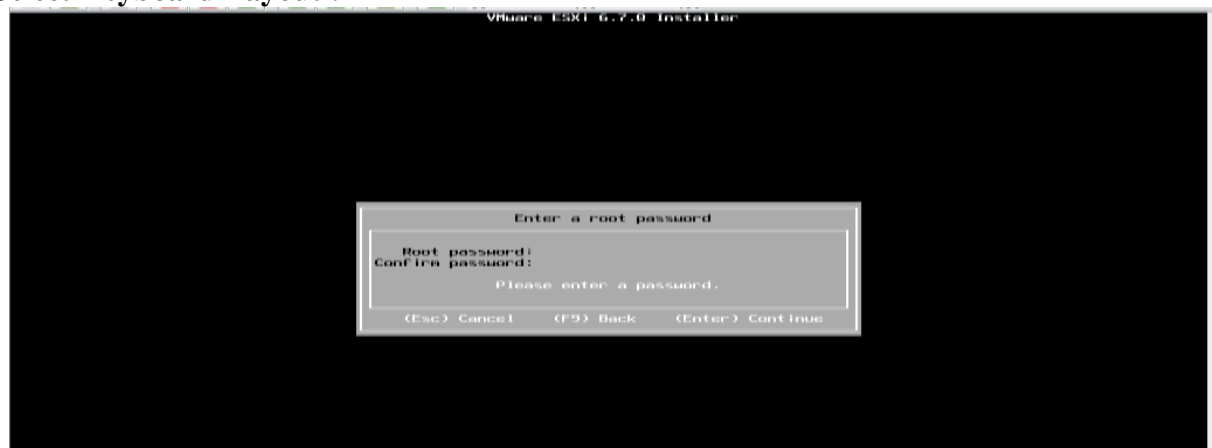 VMware ESXi 6.7.0 Installer
Enter a root password
Root password:
Confirm password:
Please enter a password.
(Esc) Cancel (F9) Back (Enter) Continue